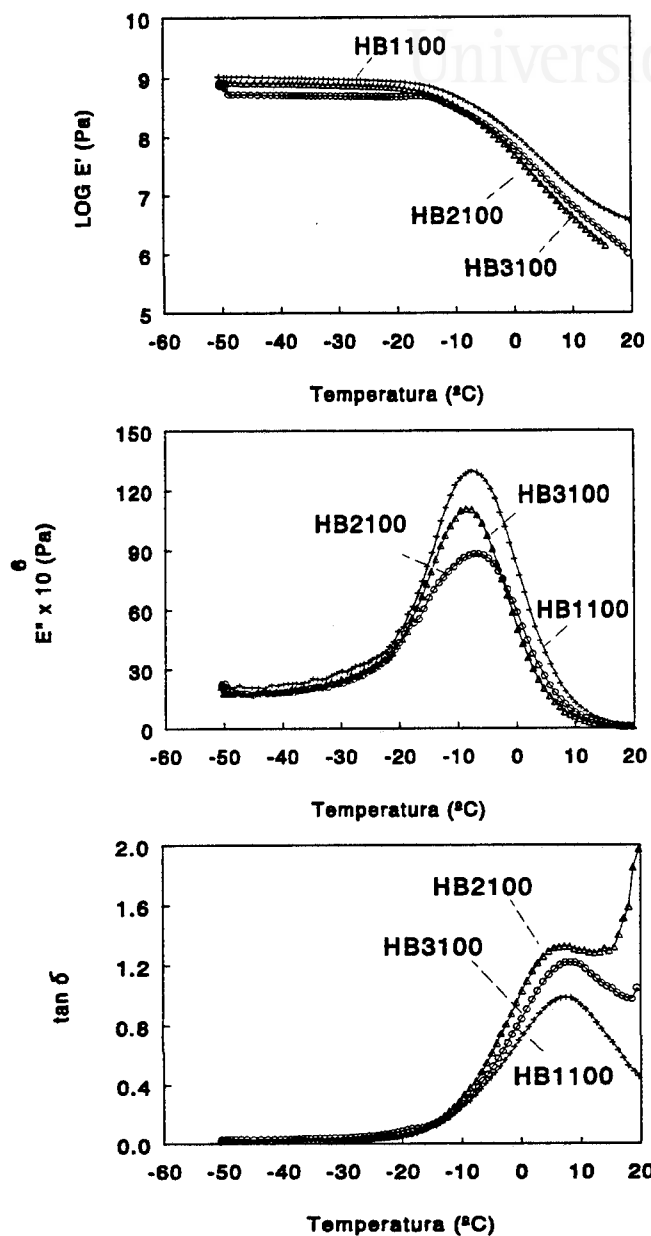 Universi
10
9
8
7
6
5
LOG E' (Pa)
HB1100
HB2100
HB3100
-60 -50 -40 -30 -20 -10 0 10 20
Temperatura (ºC)
150
120
90
60
30
0
E" x 10 6 (Pa)
HB3100
HB2100
HB1100
-60 -50 -40 -30 -20 -10 0 10 20
Temperatura (ºC)
2.0
1.6
1.2
0.8
0.4
0.0
tan δ
HB2100
HB3100
HB1100
-60 -50 -40 -30 -20 -10 0 10 20
Temperatura (ºC)